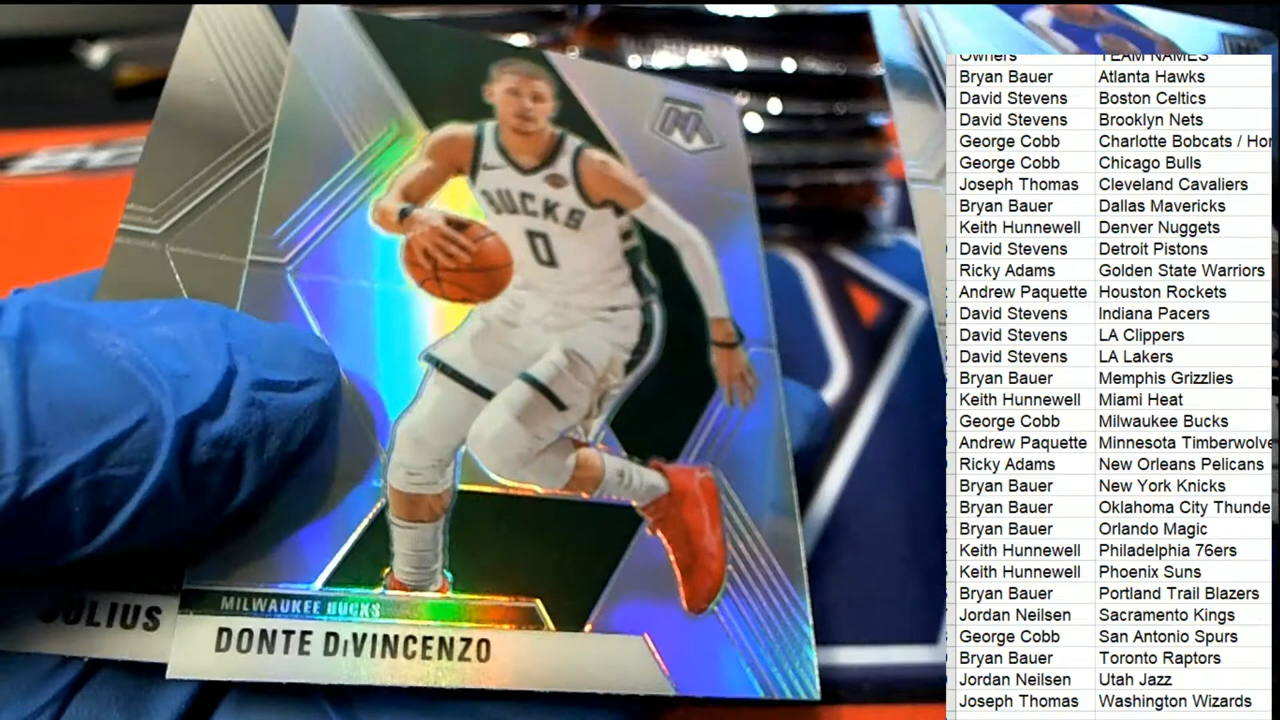 BUCKS
0
MILWAUKEE BUCKS
DONTE DiVINCENZO
Owners TEAM NAMES
Bryan Bauer Atlanta Hawks
David Stevens Boston Celtics
David Stevens Brooklyn Nets
George Cobb Charlotte Bobcats / Hor
George Cobb Chicago Bulls
Joseph Thomas Cleveland Cavaliers
Bryan Bauer Dallas Mavericks
Keith Hunnewell Denver Nuggets
David Stevens Detroit Pistons
Ricky Adams Golden State Warriors
Andrew Paquette Houston Rockets
David Stevens Indiana Pacers
David Stevens LA Clippers
David Stevens LA Lakers
Bryan Bauer Memphis Grizzlies
Keith Hunnewell Miami Heat
George Cobb Milwaukee Bucks
Andrew Paquette Minnesota Timberwolve
Ricky Adams New Orleans Pelicans
Bryan Bauer New York Knicks
Bryan Bauer Oklahoma City Thunde
Bryan Bauer Orlando Magic
Keith Hunnewell Philadelphia 76ers
Keith Hunnewell Phoenix Suns
Bryan Bauer Portland Trail Blazers
Jordan Neilsen Sacramento Kings
George Cobb San Antonio Spurs
Bryan Bauer Toronto Raptors
Jordan Neilsen Utah Jazz
Joseph Thomas Washington Wizards